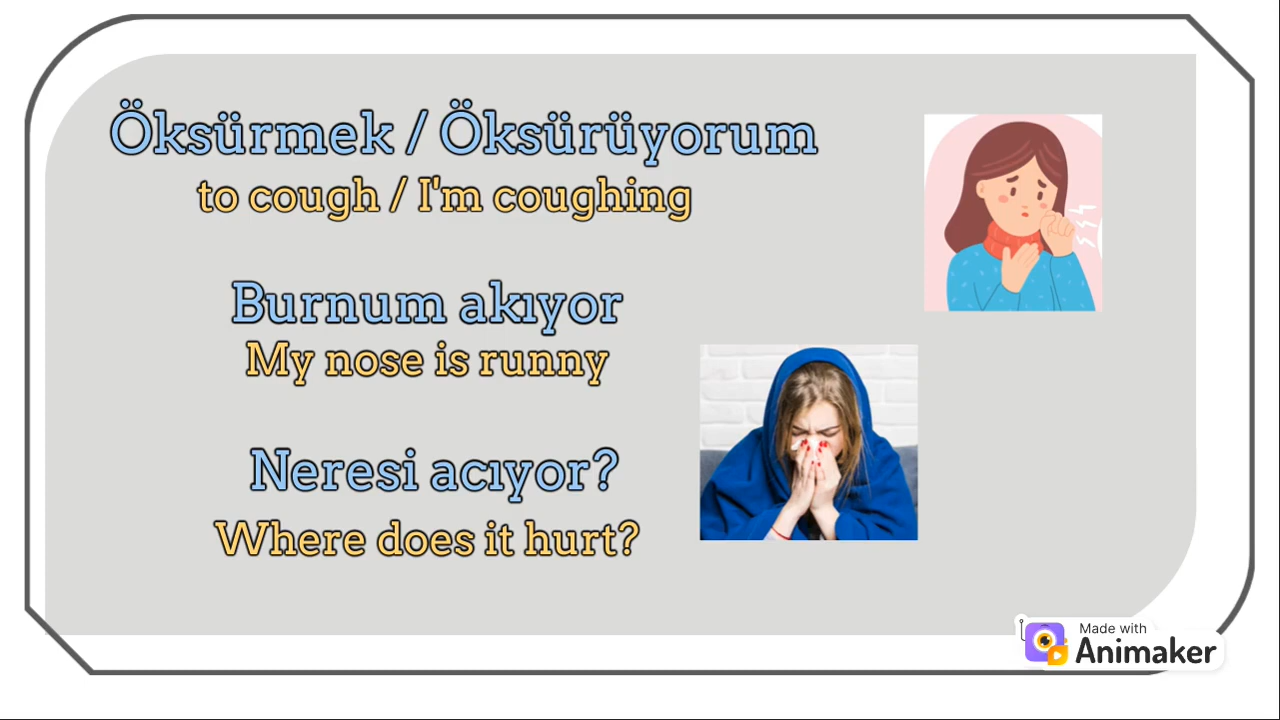 Öksürmek / Öksürüyorum
to cough / I'm coughing
Burnum akıyor
My nose is runny
Neresi acıyor?
Where does it hurt?
Made with
Animaker